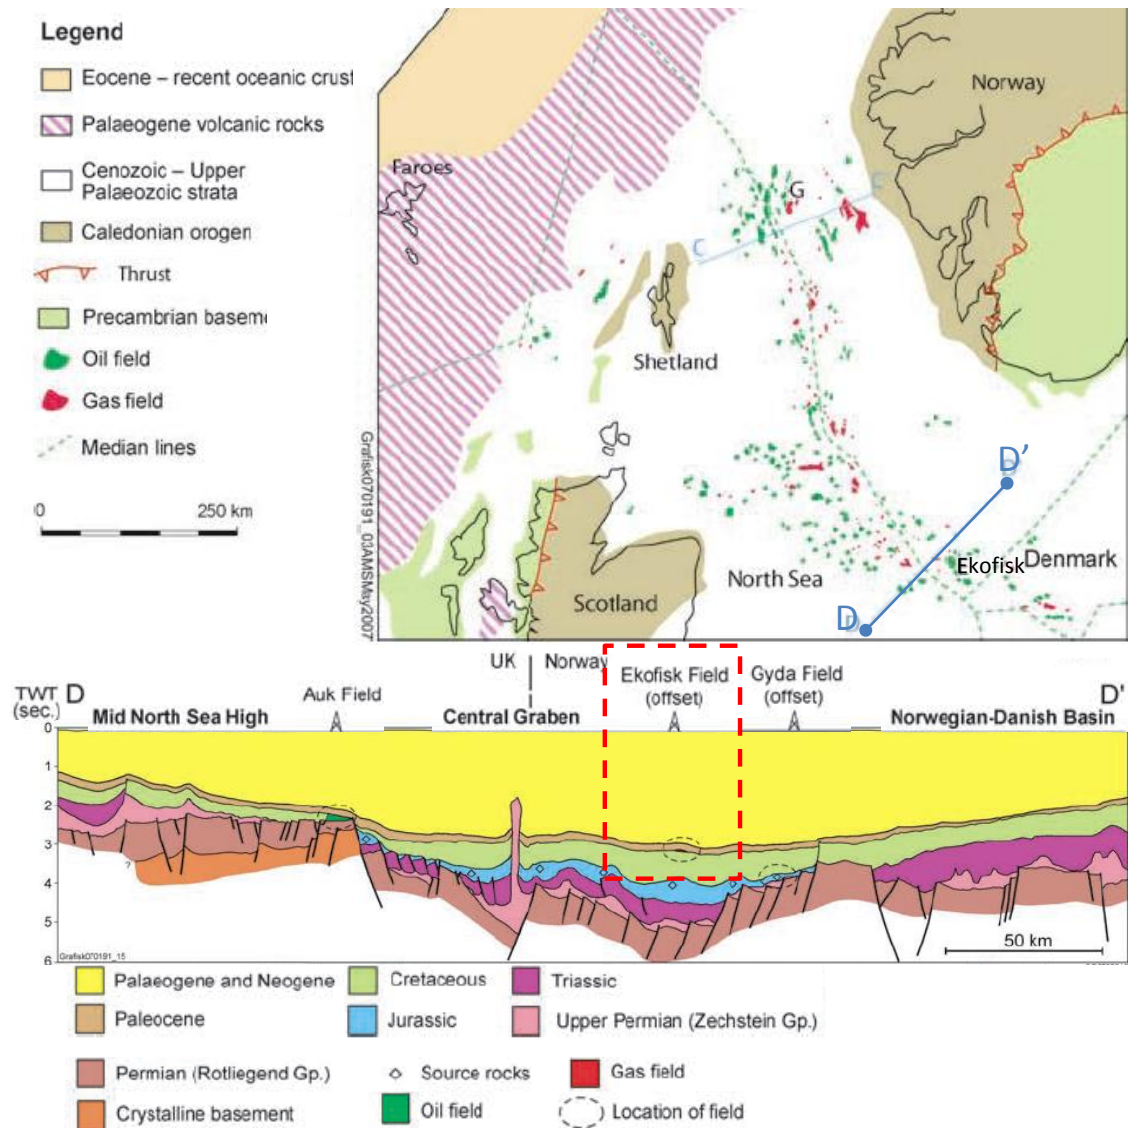 Legend
Eocene – recent oceanic crust
Palaeogene volcanic rocks
Cenozoic – Upper
Palaeozoic strata
Caledonian orogen
Thrust
Precambrian baseme
Oil field
Gas field
Median lines
0 250 km
Grafisk070191_03AMSMay2007
Norway
Faroes
G
C
Shetland
D'
Ekofisk
Denmark
North Sea
Scotland
D
UK Norway
TWT
(sec.)
D
Auk Field
Ekofisk Field
(offset)
Gyda Field
(offset)
D'
Mid North Sea High
Central Graben
Norwegian-Danish Basin
0
1
2
3
4
5
6
?
50 km
Grafisk070191_15
Palaeogene and Neogene
Cretaceous
Triassic
Paleocene
Jurassic
Upper Permian (Zechstein Gp.)
Permian (Rotliegend Gp.)
Source rocks
Gas field
Crystalline basement
Oil field
Location of field